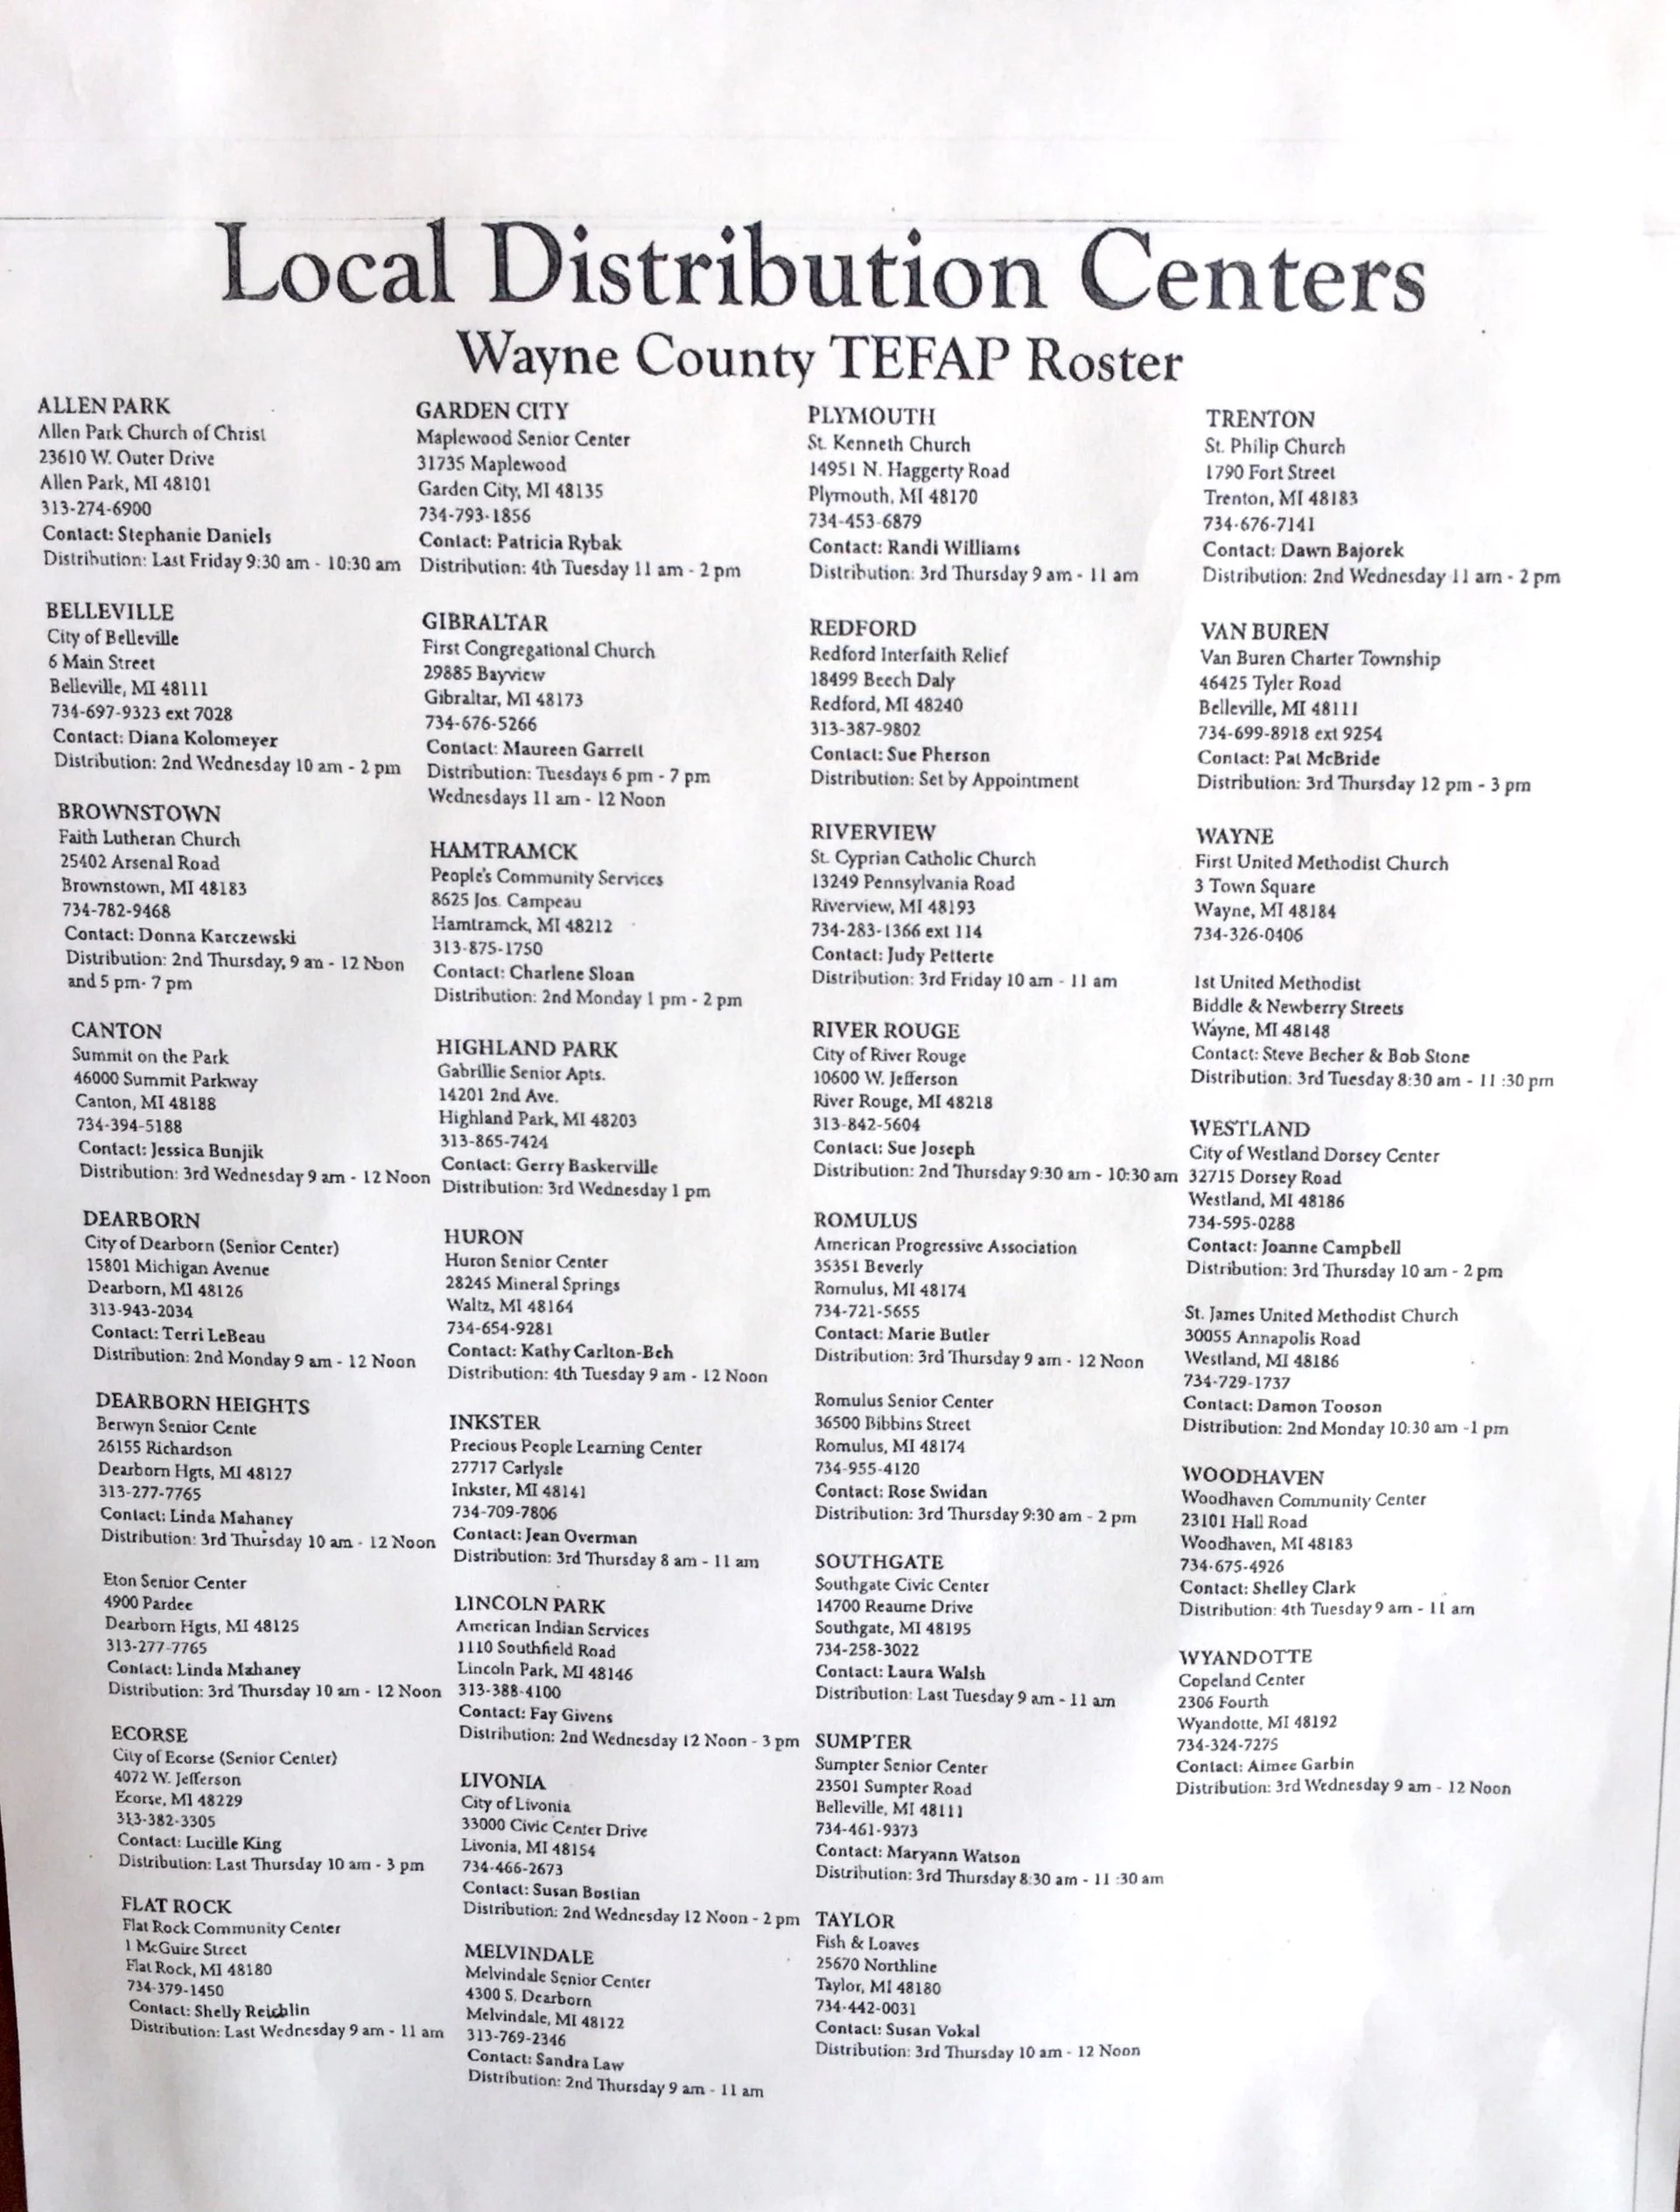 Local Distribution Centers
Wayne County TEFAP Roster
ALLEN PARK
Allen Park Church of Christ
23610 W. Outer Drive
Allen Park, MI 48101
313-274-6900
Contact: Stephanie Daniels
Distribution: Last Friday 9:30 am - 10:30 am
BELLEVILLE
City of Belleville
6 Main Street
Belleville, MI 48111
734-697-9323 ext 7028
Contact: Diana Kolomeyer
Distribution: 2nd Wednesday 10 am - 2 pm
BROWNSTOWN
Faith Lutheran Church
25402 Arsenal Road
Brownstown, MI 48183
734-782-9468
Contact: Donna Karczewski
Distribution: 2nd Thursday, 9 am - 12 Noon
and 5 pm- 7 pm
CANTON
Summit on the Park
46000 Summit Parkway
Canton, MI 48188
734-394-5188
Contact: Jessica Bunjik
Distribution: 3rd Wednesday 9 am - 12 Noon
DEARBORN
City of Dearborn (Senior Center)
15801 Michigan Avenue
Dearborn, MI 48126
313-943-2034
Contact: Terri LeBeau
Distribution: 2nd Monday 9 am - 12 Noon
DEARBORN HEIGHTS
Berwyn Senior Cente
26155 Richardson
Dearborn Hgts, MI 48127
313-277-7765
Contact: Linda Mahaney
Distribution: 3rd Thursday 10 am - 12 Noon
Eton Senior Center
4900 Pardee
Dearborn Hgts, MI 48125
313-277-7765
Contact: Linda Mahaney
Distribution: 3rd Thursday 10 am - 12 Noon
ECORSE
City of Ecorse (Senior Center)
4072 W. Jefferson
Ecorse, MI 48229
313-382-3305
Contact: Lucille King
Distribution: Last Thursday 10 am - 3 pm
FLAT ROCK
Flat Rock Community Center
1 McGuire Street
Flat Rock, MI 48180
734-379-1450
Contact: Shelly Reichlin
Distribution: Last Wednesday 9 am - 11 am
GARDEN CITY
Maplewood Senior Center
31735 Maplewood
Garden City, MI 48135
734-793-1856
Contact: Patricia Rybak
Distribution: 4th Tuesday 11 am - 2 pm
GIBRALTAR
First Congregational Church
29885 Bayview
Gibraltar, MI 48173
734-676-5266
Contact: Maureen Garrett
Distribution: Tuesdays 6 pm - 7 pm
Wednesdays 11 am - 12 Noon
HAMTRAMCK
People's Community Services
8625 Jos. Campeau
Hamtramck, MI 48212
313-875-1750
Contact: Charlene Sloan
Distribution: 2nd Monday 1 pm - 2 pm
HIGHLAND PARK
Gabrillie Senior Apts.
14201 2nd Ave.
Highland Park, MI 48203
313-865-7424
Contact: Gerry Baskerville
Distribution: 3rd Wednesday 1 pm
HURON
Huron Senior Center
28245 Mineral Springs
Waltz, MI 48164
734-654-9281
Contact: Kathy Carlton-Beh
Distribution: 4th Tuesday 9 am - 12 Noon
INKSTER
Precious People Learning Center
27717 Carlysle
Inkster, MI 48141
734-709-7806
Contact: Jean Overman
Distribution: 3rd Thursday 8 am - 11 am
LINCOLN PARK
American Indian Services
1110 Southfield Road
Lincoln Park, MI 48146
313-388-4100
Contact: Fay Givens
Distribution: 2nd Wednesday 12 Noon - 3 pm
LIVONIA
City of Livonia
33000 Civic Center Drive
Livonia, MI 48154
734-466-2673
Contact: Susan Bostian
Distribution: 2nd Wednesday 12 Noon - 2 pm
MELVINDALE
Melvindale Senior Center
4300 S. Dearborn
Melvindale, MI 48122
313-769-2346
Contact: Sandra Law
Distribution: 2nd Thursday 9 am - 11 am
PLYMOUTH
St. Kenneth Church
14951 N. Haggerty Road
Plymouth, MI 48170
734-453-6879
Contact: Randi Williams
Distribution: 3rd Thursday 9 am - 11 am
REDFORD
Redford Interfaith Relief
18499 Beech Daly
Redford, MI 48240
313-387-9802
Contact: Sue Pherson
Distribution: Set by Appointment
RIVERVIEW
St. Cyprian Catholic Church
13249 Pennsylvania Road
Riverview, MI 48193
734-283-1366 ext 114
Contact: Judy Petterte
Distribution: 3rd Friday 10 am - 11 am
RIVER ROUGE
City of River Rouge
10600 W. Jefferson
River Rouge, MI 48218
313-842-5604
Contact: Sue Joseph
Distribution: 2nd Thursday 9:30 am - 10:30 am
ROMULUS
American Progressive Association
35351 Beverly
Romulus, MI 48174
734-721-5655
Contact: Marie Butler
Distribution: 3rd Thursday 9 am - 12 Noon
Romulus Senior Center
36500 Bibbins Street
Romulus, MI 48174
734-955-4120
Contact: Rose Swidan
Distribution: 3rd Thursday 9:30 am - 2 pm
SOUTHGATE
Southgate Civic Center
14700 Reaume Drive
Southgate, MI 48195
734-258-3022
Contact: Laura Walsh
Distribution: Last Tuesday 9 am - 11 am
SUMPTER
Sumpter Senior Center
23501 Sumpter Road
Belleville, MI 48111
734-461-9373
Contact: Maryann Watson
Distribution: 3rd Thursday 8:30 am - 11 :30 am
TAYLOR
Fish & Loaves
25670 Northline
Taylor, MI 48180
734-442-0031
Contact: Susan Vokal
Distribution: 3rd Thursday 10 am - 12 Noon
TRENTON
St. Philip Church
1790 Fort Street
Trenton, MI 48183
734-676-7141
Contact: Dawn Bajorek
Distribution: 2nd Wednesday 11 am - 2 pm
VAN BUREN
Van Buren Charter Township
46425 Tyler Road
Belleville, MI 48111
734-699-8918 ext 9254
Contact: Pat McBride
Distribution: 3rd Thursday 12 pm - 3 pm
WAYNE
First United Methodist Church
3 Town Square
Wayne, MI 48184
734-326-0406
1st United Methodist
Biddle & Newberry Streets
Wayne, MI 48148
Contact: Steve Becher & Bob Stone
Distribution: 3rd Tuesday 8:30 am - 11 :30 pm
WESTLAND
City of Westland Dorsey Center
32715 Dorsey Road
Westland, MI 48186
734-595-0288
Contact: Joanne Campbell
Distribution: 3rd Thursday 10 am - 2 pm
St. James United Methodist Church
30055 Annapolis Road
Westland, MI 48186
734-729-1737
Contact: Damon Tooson
Distribution: 2nd Monday 10:30 am -1 pm
WOODHAVEN
Woodhaven Community Center
23101 Hall Road
Woodhaven, MI 48183
734-675-4926
Contact: Shelley Clark
Distribution: 4th Tuesday 9 am - 11 am
WYANDOTTE
Copeland Center
2306 Fourth
Wyandotte, MI 48192
734-324-7275
Contact: Aimee Garbin
Distribution: 3rd Wednesday 9 am - 12 Noon